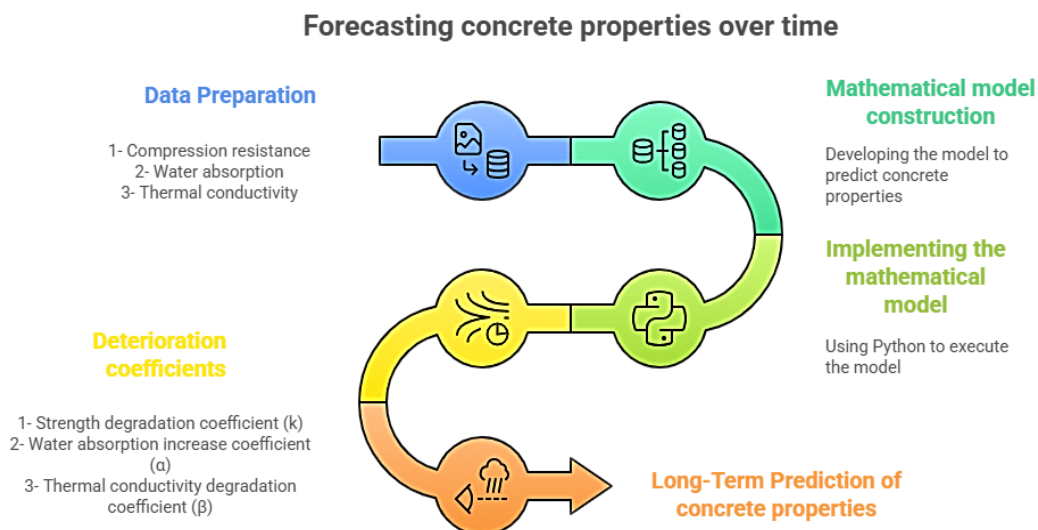 Forecasting concrete properties over time
Data Preparation
1- Compression resistance
2- Water absorption
3- Thermal conductivity
Mathematical model
construction
Developing the model to
predict concrete
properties
Implementing the
mathematical
model
Using Python to execute
the model
Deterioration
coefficients
1- Strength degradation coefficient (k)
2- Water absorption increase coefficient
(α)
3- Thermal conductivity degradation
coefficient (β)
Long-Term Prediction of
concrete properties